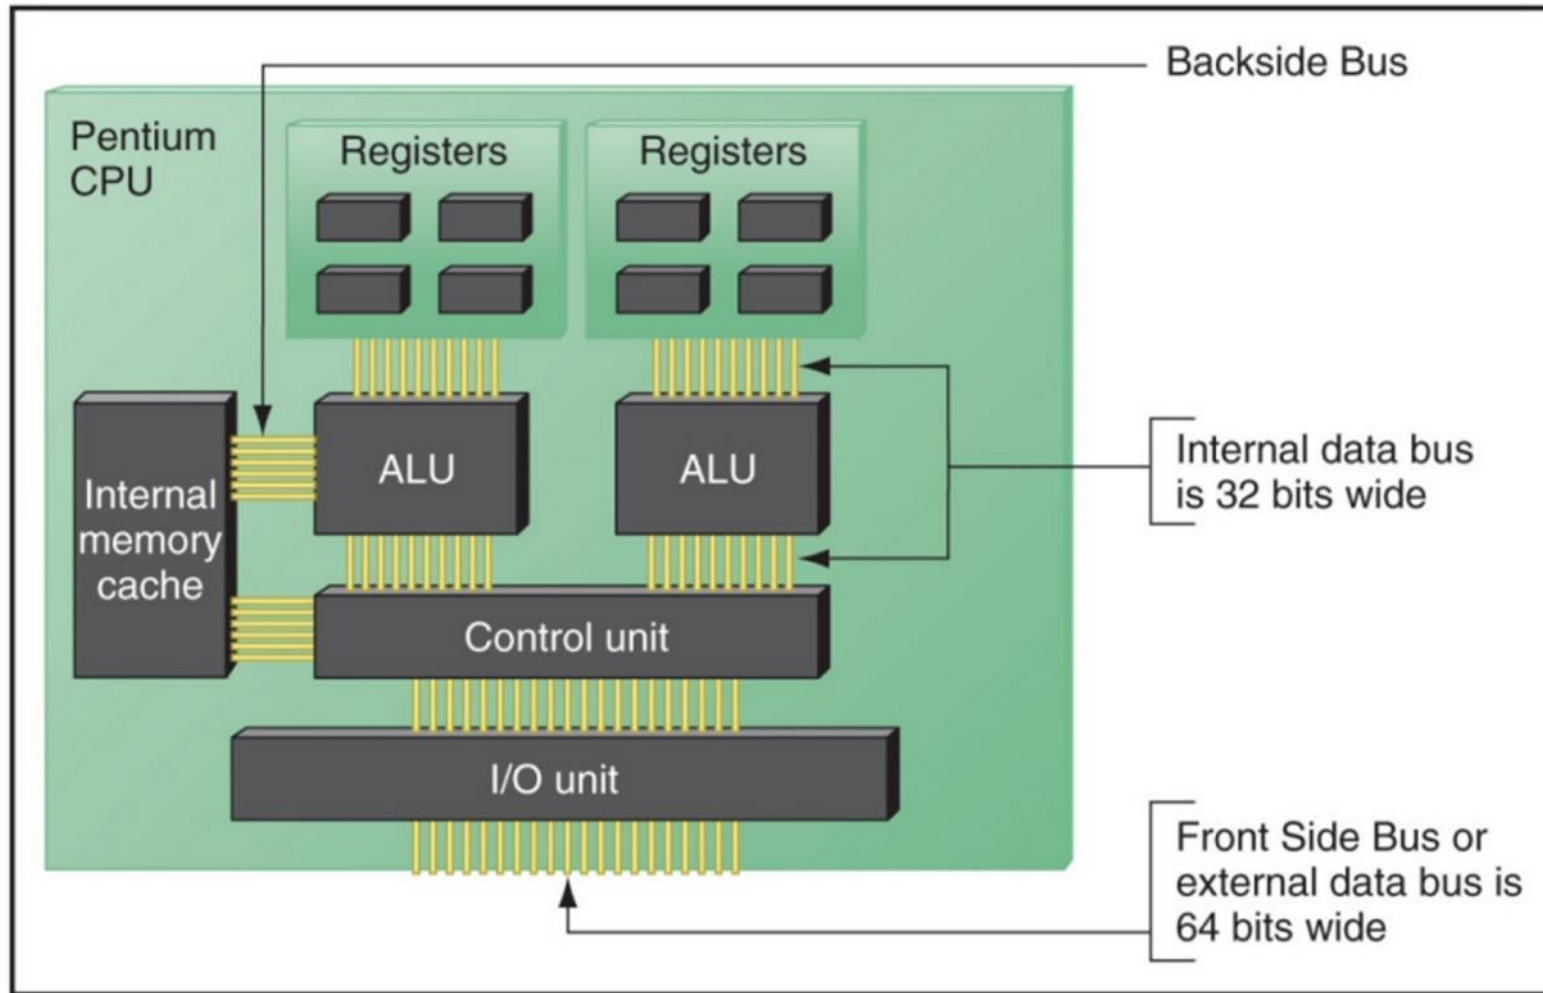 Backside Bus
Pentium
CPU
Registers
Registers
Internal
memory
cache
ALU
ALU
Internal data bus
is 32 bits wide
Control unit
I/O unit
Front Side Bus or
external data bus is
64 bits wide